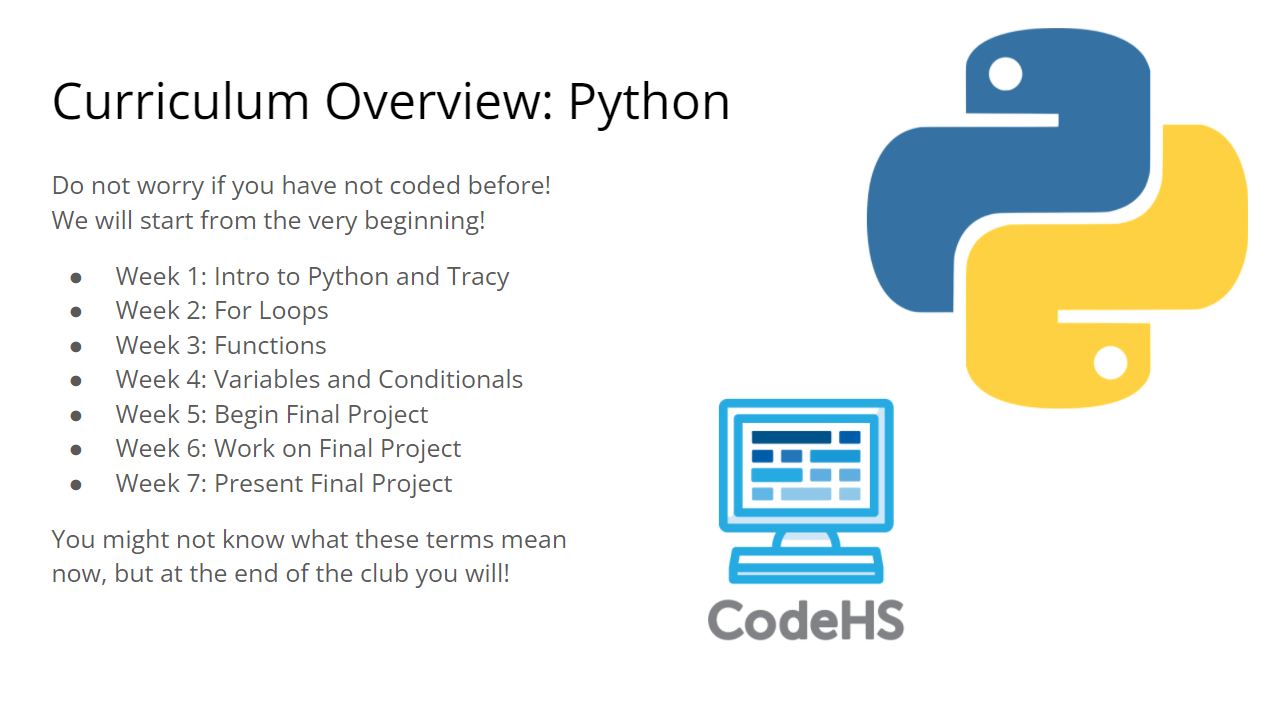 Curriculum Overview: Python
Do not worry if you have not coded before!
We will start from the very beginning!
● Week 1: Intro to Python and Tracy
● Week 2: For Loops
● Week 3: Functions
● Week 4: Variables and Conditionals
● Week 5: Begin Final Project
● Week 6: Work on Final Project
● Week 7: Present Final Project
You might not know what these terms mean
now, but at the end of the club you will!
CodeHS